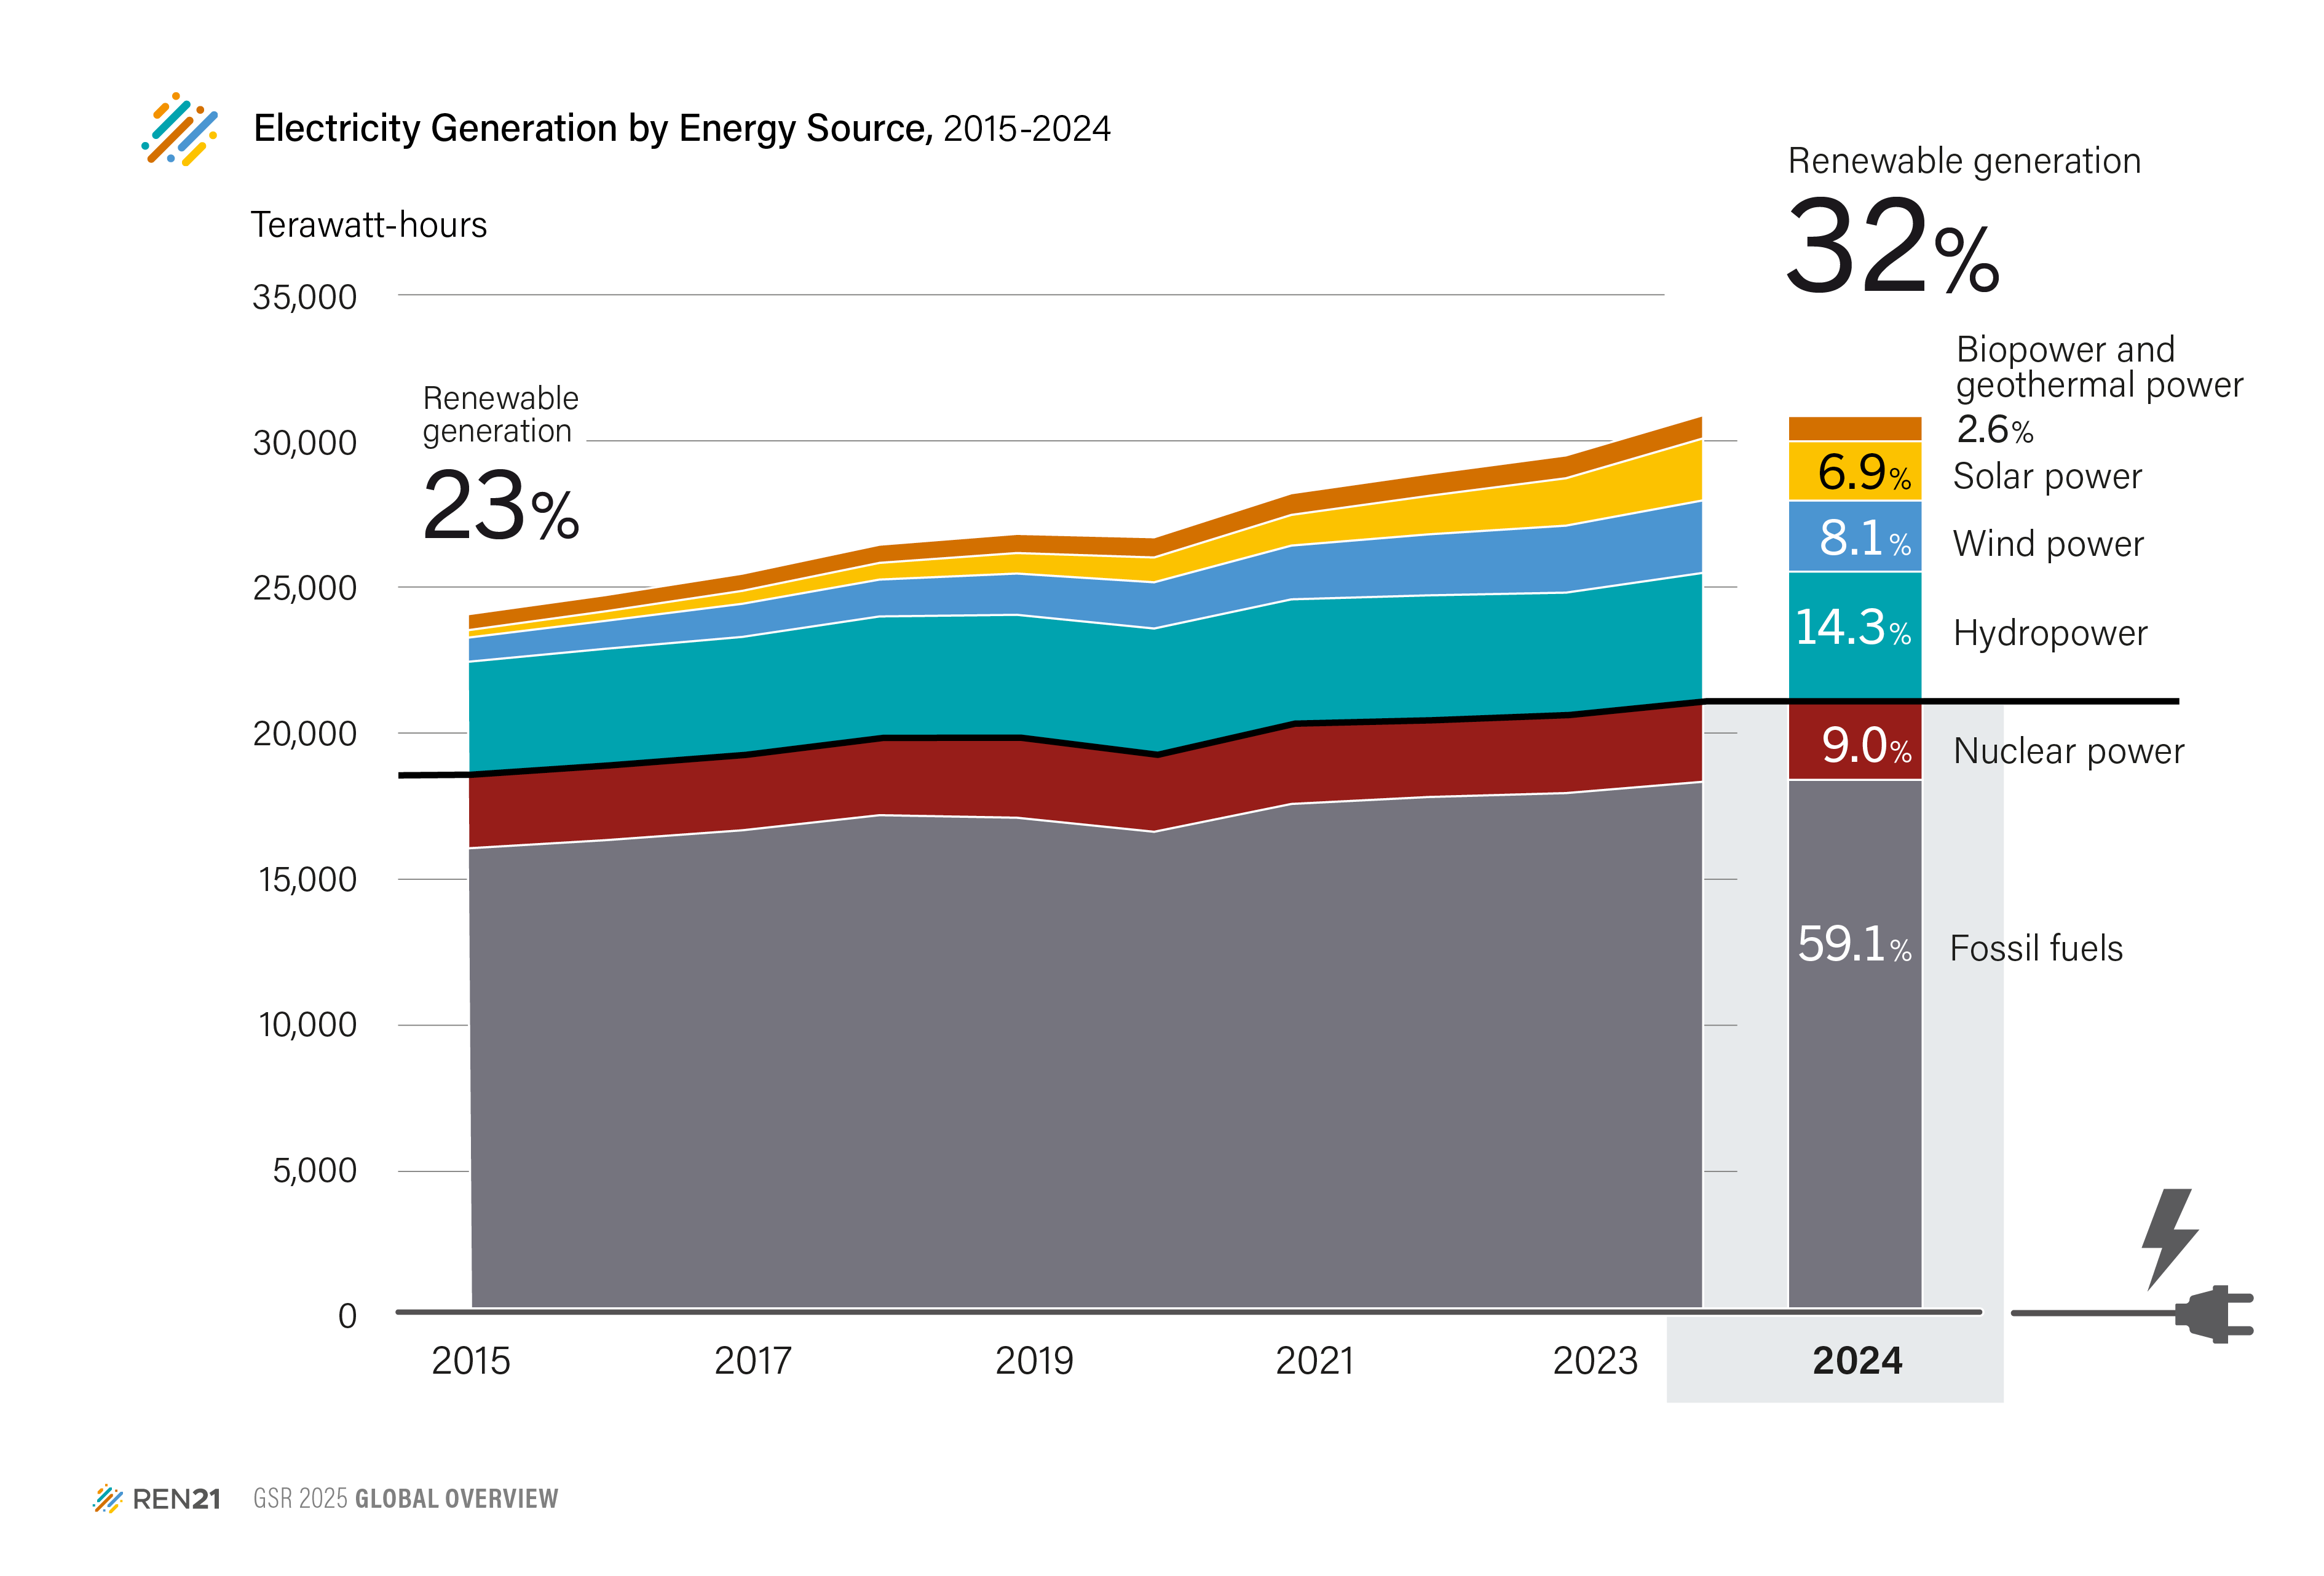 Electricity Generation by Energy Source, 2015-2024
Terawatt-hours
35,000
30,000
25,000
20,000
15,000
10,000
5,000
0
Renewable
generation
23%
Renewable generation
32%
Biopower and
geothermal power
2.6%
6.9% Solar power
8.1% Wind power
14.3% Hydropower
9.0% Nuclear power
59.1% Fossil fuels
2015 2017 2019 2021 2023 2024
REN21 GSR 2025 GLOBAL OVERVIEW